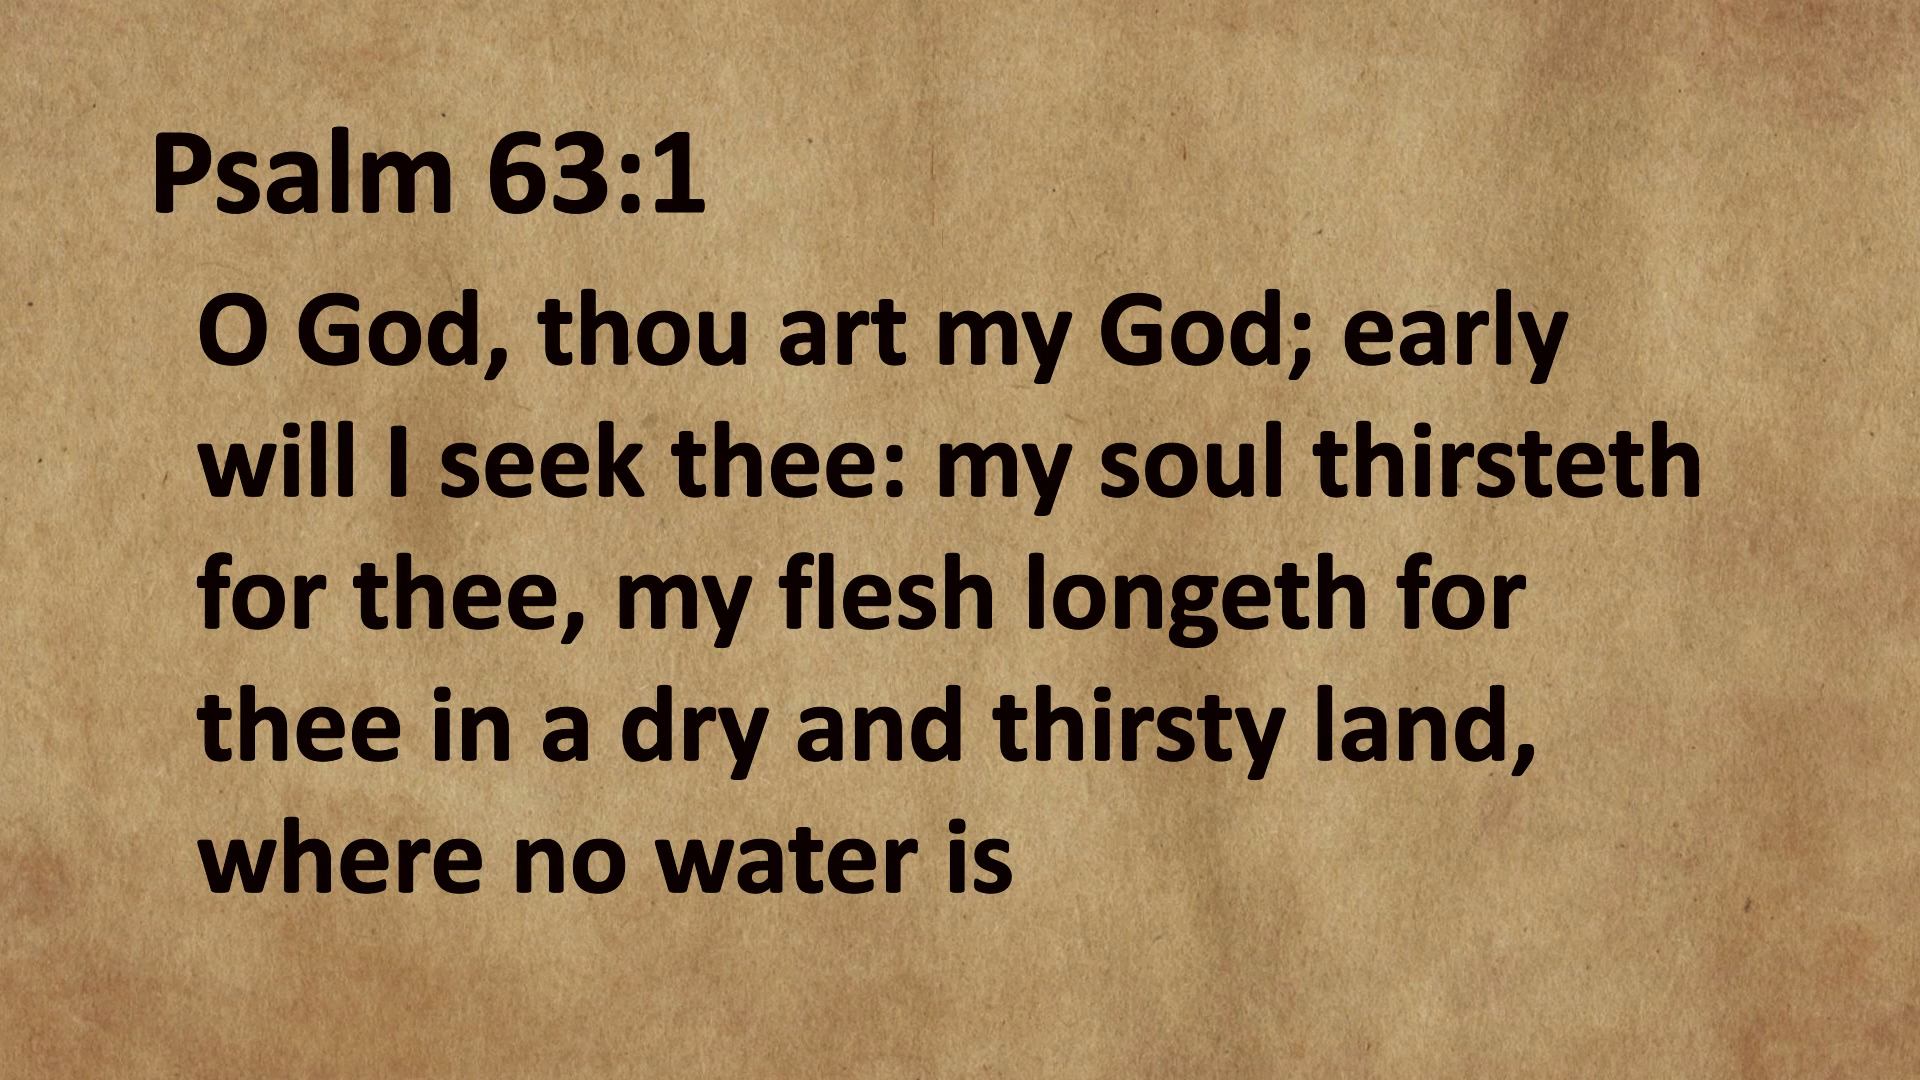 Psalm 63:1
O God, thou art my God; early
will I seek thee: my soul thirsteth
for thee, my flesh longeth for
thee in a dry and thirsty land,
where no water is